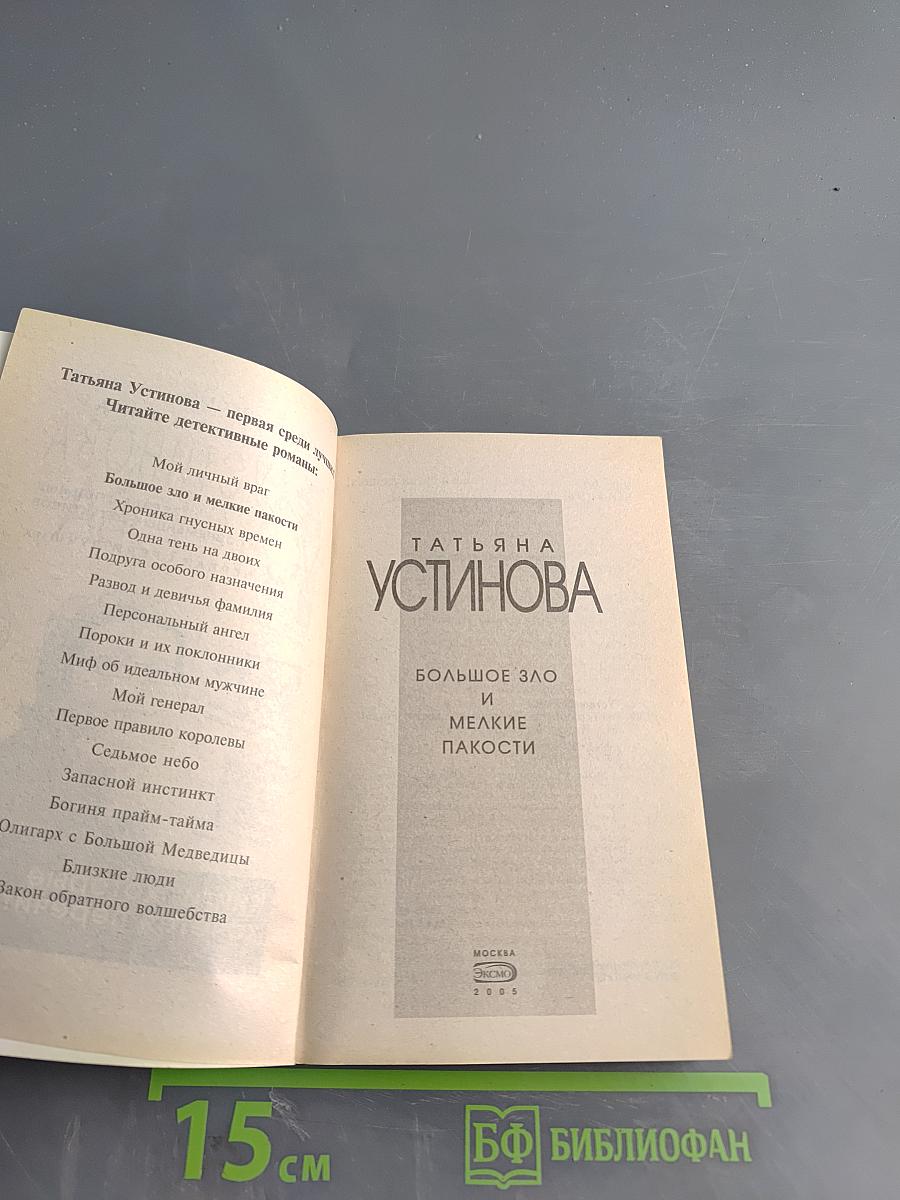 Татьяна Устинова — первая среди
Читайте детективные романы:
Мой личный враг
Большое зло и мелкие пакости
Хроника гнусных времен
Одна тень на двоих
Подруга особого назначения
Развод и девичья фамилия
Персональный ангел
Пороки и их поклонники
Миф об идеальном мужчине
Мой генерал
Первое правило королевы
Седьмое небо
Запасной инстинкт
Богиня прайм-тайма
Олигарх с Большой Медведицы
Близкие люди
Закон обратного волшебства
ТАТЬЯНА
УСТИНОВА
БОЛЬШОЕ ЗЛО
И
МЕЛКИЕ
ПАКОСТИ
МОСКВА
ЭКСМО
2005
15 см
БФ БИБЛИОФАН